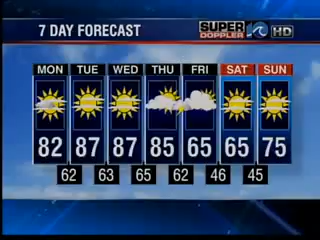 7 DAY FORECAST
SUPER
DOPPLER HD
MON TUE WED THU FRI SAT SUN
82 87 87 85 65 65 75
62 63 65 62 46 45